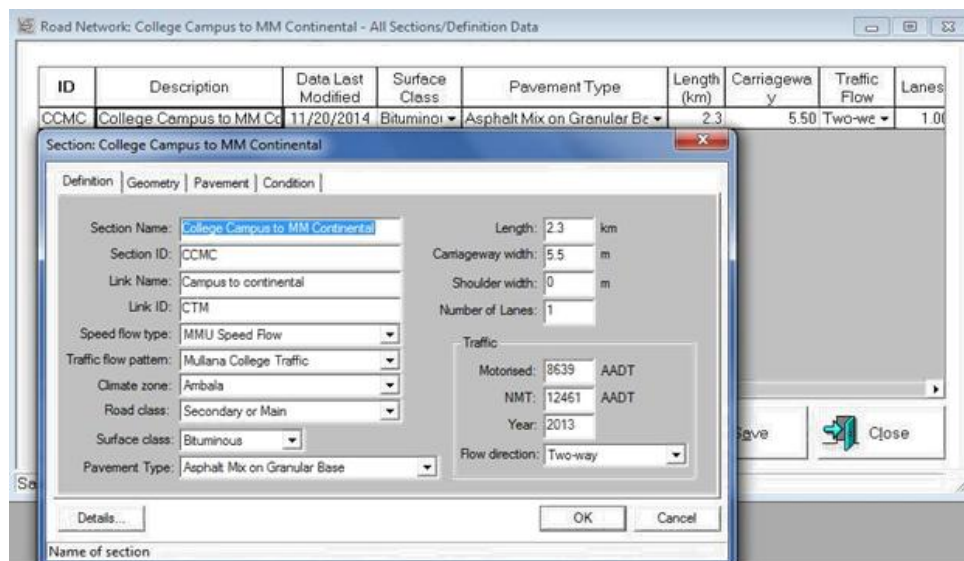 Road Network: College Campus to MM Continental - All Sections/Definition Data
ID Description Data Last Modified Surface Class Pavement Type Length (km) Carriagewa y Traffic Flow Lanes
CCMC College Campus to MM Co 11/20/2014 Bituminou Asphalt Mix on Granular Ba 2.3 5.50 Two-wa 1.00
Section: College Campus to MM Continental
Definition Geometry Pavement Condition
Section Name: College Campus to MM Continental Length: 2.3 km
Section ID: CCMC Carriageway width: 5.5 m
Link Name: Campus to continental Shoulder width: 0 m
Link ID: CTM Number of Lanes: 1
Speed flow type: MMU Speed Flow
Traffic
Traffic flow pattern: Mullana College Traffic Motorised: 8639 AADT
Climate zone: Ambala NMT: 12461 AADT
Road class: Secondary or Main Year: 2013
Surface class: Bituminous Flow direction: Two-way
Pavement Type: Asphalt Mix on Granular Base
Save Close
Details... OK Cancel
Name of section